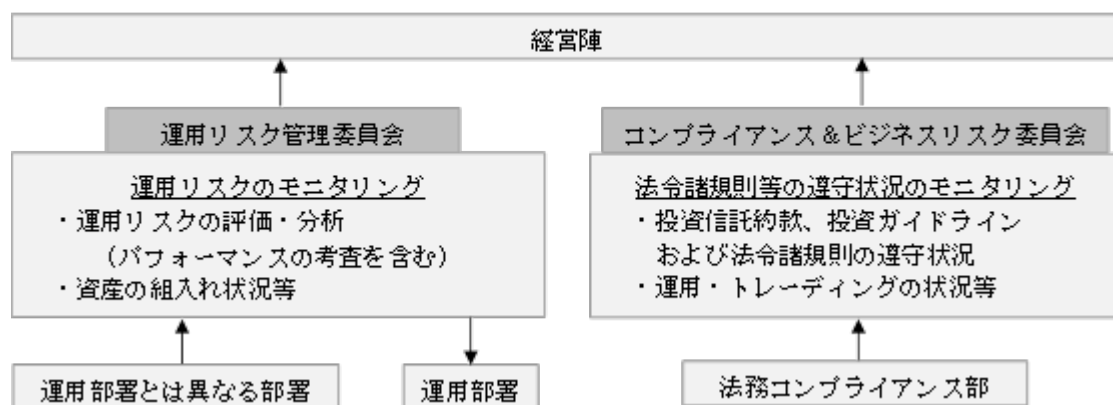 経営陣
運用リスク管理委員会
コンプライアンス&ビジネスリスク委員会
運用リスクのモニタリング
・運用リスクの評価・分析
(パフォーマンスの考査を含む)
・資産の組入れ状況等
法令諸規則等の遵守状況のモニタリング
・投資信託約款、投資ガイドライン
および法令諸規則の遵守状況
・運用・トレーディングの状況等
運用部署とは異なる部署
運用部署
法務コンプライアンス部